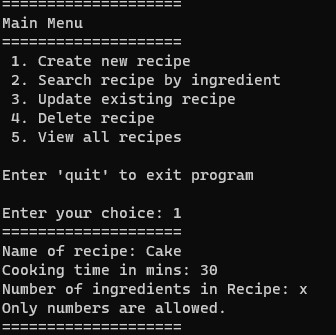 ====================
Main Menu
====================
1. Create new recipe
2. Search recipe by ingredient
3. Update existing recipe
4. Delete recipe
5. View all recipes
Enter 'quit' to exit program
Enter your choice: 1
====================
Name of recipe: Cake
Cooking time in mins: 30
Number of ingredients in Recipe: x
Only numbers are allowed.
====================